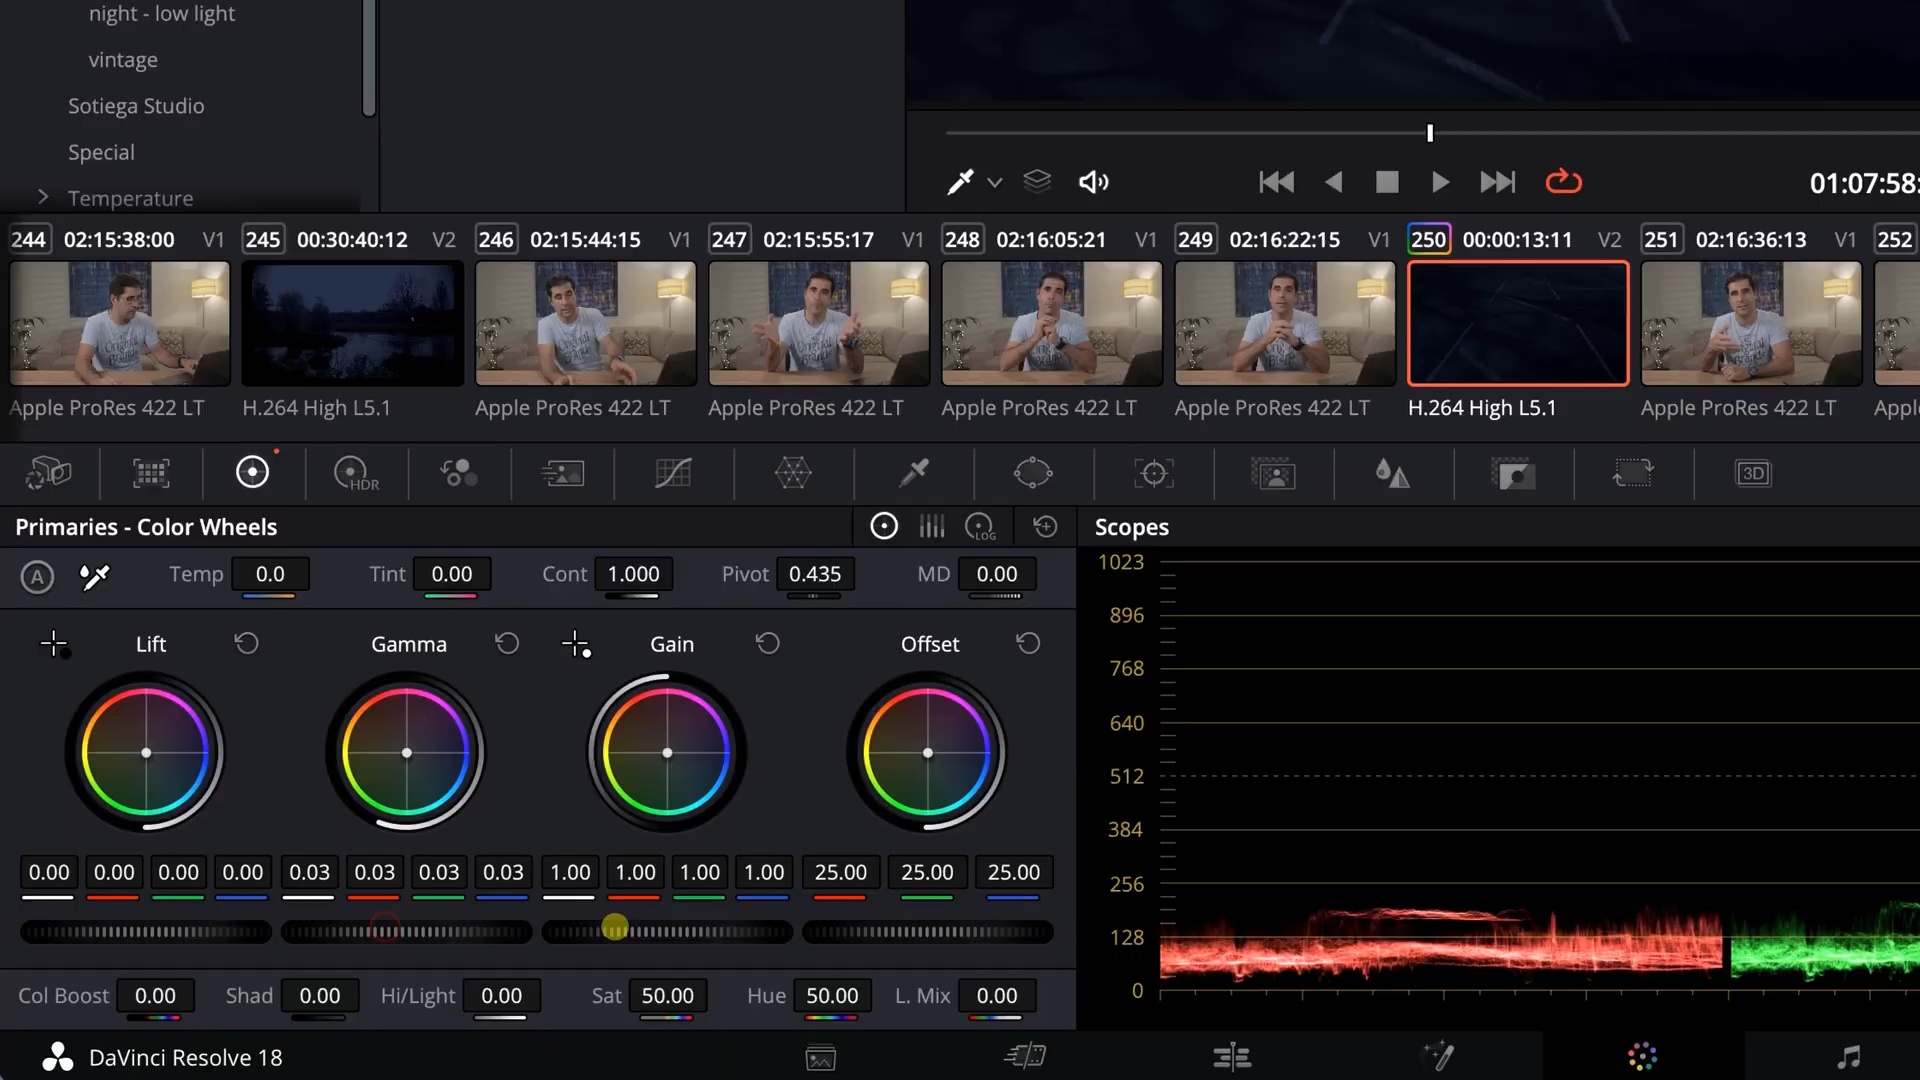 night - low light
vintage
Sotiega Studio
Special
Temperature
01:07:58:
244 02:15:38:00 V1 245 00:30:40:12 V2 246 02:15:44:15 V1 247 02:15:55:17 V1 248 02:16:05:21 V1 249 02:16:22:15 V1 250 00:00:13:11 V2 251 02:16:36:13 V1 252
Apple ProRes 422 LT H.264 High L5.1 Apple ProRes 422 LT Apple ProRes 422 LT Apple ProRes 422 LT Apple ProRes 422 LT H.264 High L5.1 Apple ProRes 422 LT Appl
HDR 3D
Primaries - Color Wheels LOG Scopes
A Temp 0.0 Tint 0.00 Cont 1.000 Pivot 0.435 MD 0.00
Lift Gamma Gain Offset
0.00 0.00 0.00 0.00 0.03 0.03 0.03 0.03 1.00 1.00 1.00 1.00 25.00 25.00 25.00
Col Boost 0.00 Shad 0.00 Hi/Light 0.00 Sat 50.00 Hue 50.00 L. Mix 0.00
1023
896
768
640
512
384
256
128
0
DaVinci Resolve 18